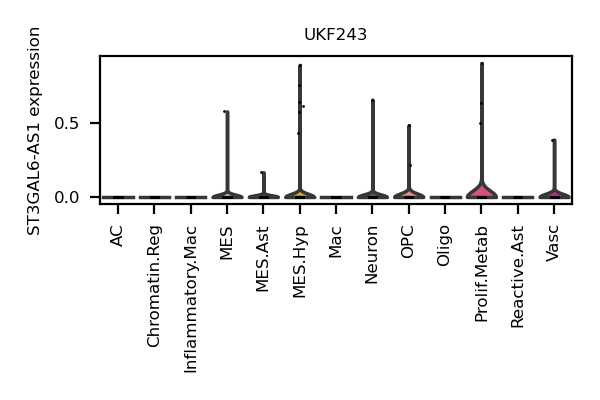 UKF243
ST3GAL6-AS1 expression
0.5
0.0
AC
Chromatin.Reg
Inflammatory.Mac
MES
MES.Ast
MES.Hyp
Mac
Neuron
OPC
Oligo
Prolif.Metab
Reactive.Ast
Vasc